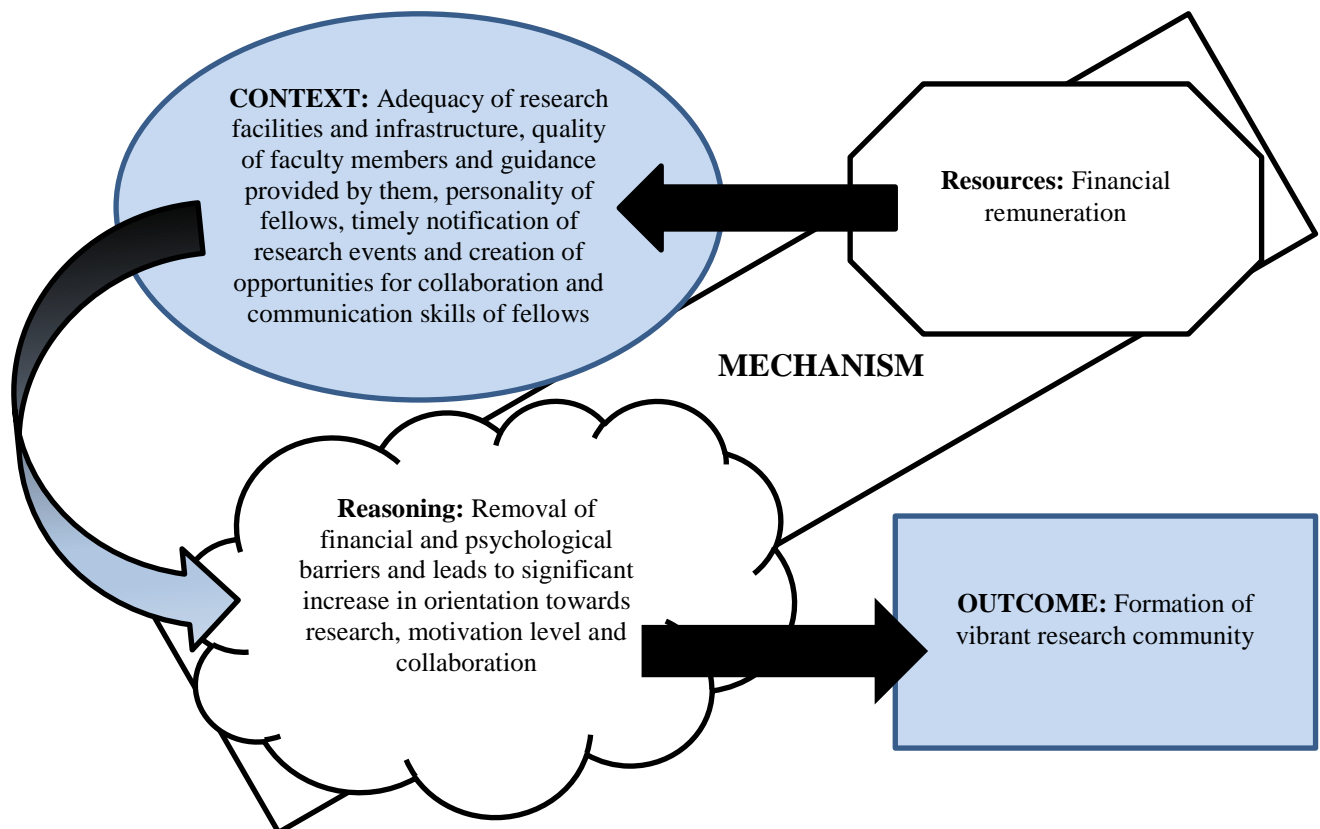 CONTEXT: Adequacy of research
facilities and infrastructure, quality
of faculty members and guidance
provided by them, personality of
fellows, timely notification of
research events and creation of
opportunities for collaboration and
communication skills of fellows
Resources: Financial
remuneration
MECHANISM
Reasoning: Removal of
financial and psychological
barriers and leads to significant
increase in orientation towards
research, motivation level and
collaboration
OUTCOME: Formation of
vibrant research community